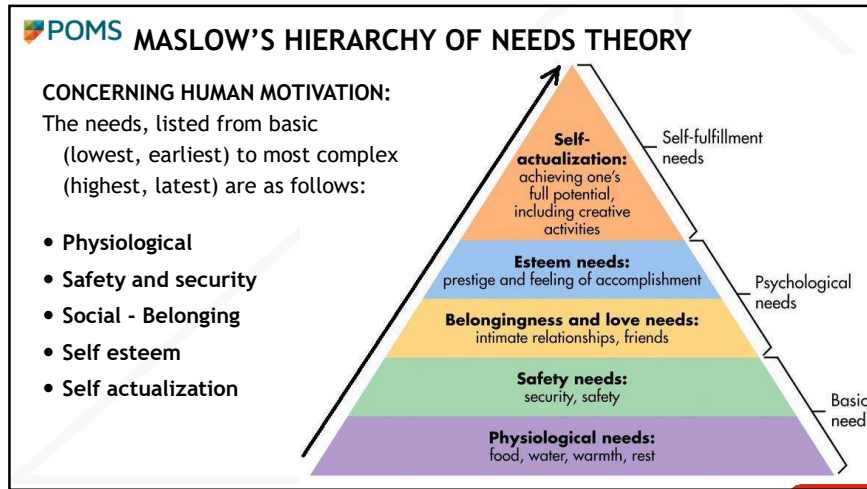 POMS
MASLOW'S HIERARCHY OF NEEDS THEORY
CONCERNING HUMAN MOTIVATION:
The needs, listed from basic
(lowest, earliest) to most complex
(highest, latest) are as follows:
• Physiological
• Safety and security
• Social - Belonging
• Self esteem
• Self actualization
Self-
actualization:
achieving one's
full potential,
including creative
activities
Esteem needs:
prestige and feeling of accomplishment
Belongingness and love needs:
intimate relationships, friends
Safety needs:
security, safety
Physiological needs:
food, water, warmth, rest
Self-fulfillment
needs
Psychological
needs
Basic
need